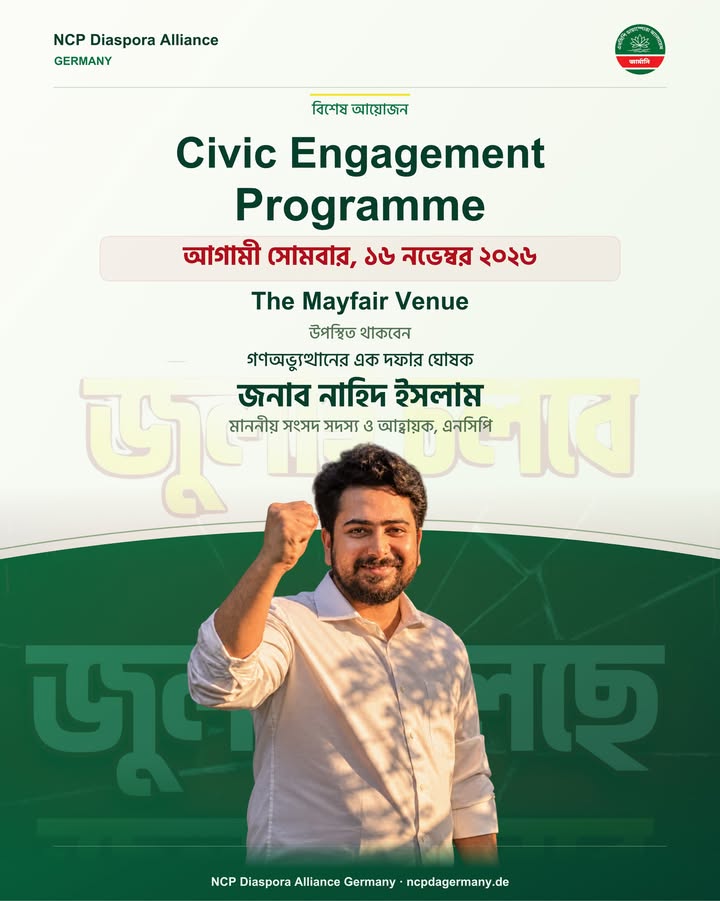 NCP Diaspora Alliance
GERMANY
এনসিপি ডায়াস্পোরা অ্যালায়েন্স
জার্মানি
বিশেষ আয়োজন
Civic Engagement
Programme
আগামী সোমবার, ১৬ নভেম্বর ২০২৬
The Mayfair Venue
উপস্থিত থাকবেন
গণঅভ্যুত্থানের এক দফার ঘোষক
জনাব নাহিদ ইসলাম
মাননীয় সংসদ সদস্য ও আহ্বায়ক, এনসিপি
NCP Diaspora Alliance Germany · ncpdagermany.de